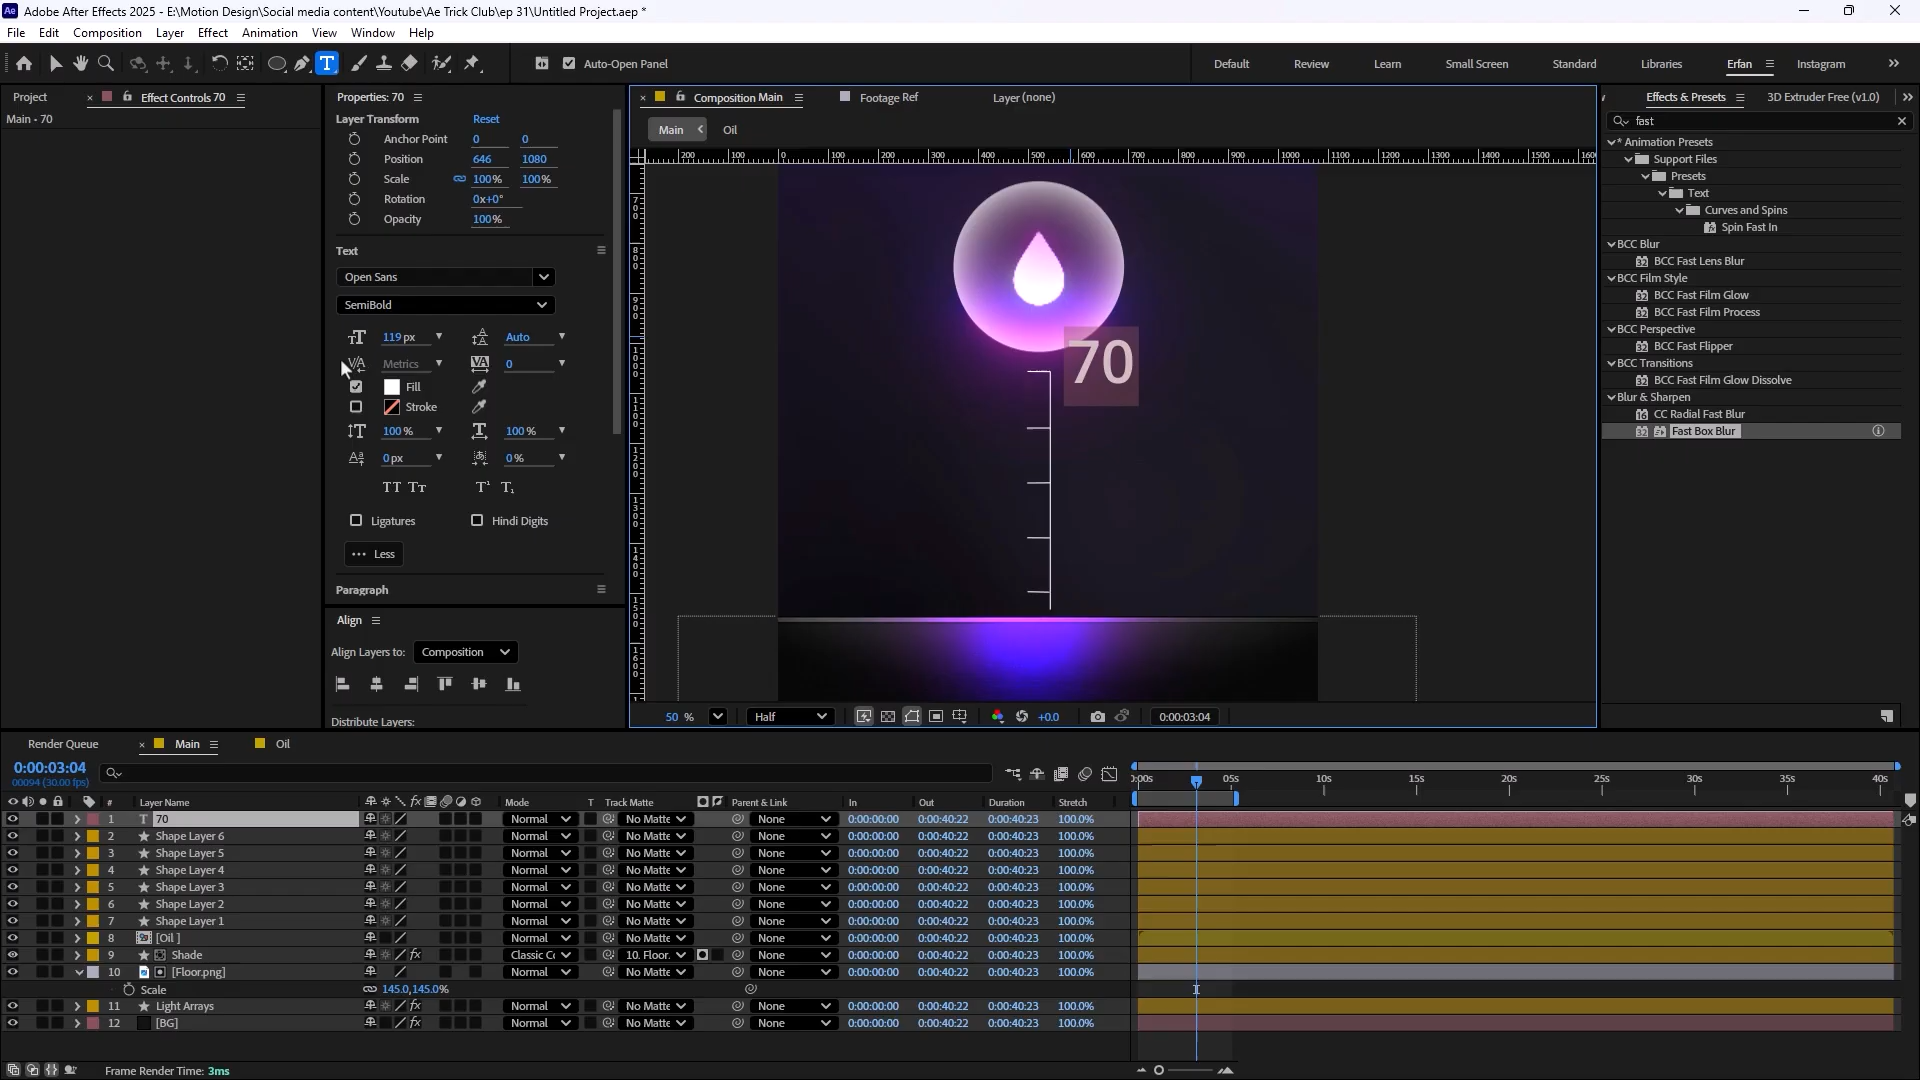 Adobe After Effects 2025 - E:\Motion Design\Social media content\Youtube\Ae Trick Club\ep 31\Untitled Project.aep *
File Edit Composition Layer Effect Animation View Window Help
Auto-Open Panel Default Review Learn Small Screen Standard Libraries Erfan Instagram
Project Effect Controls 70
Main - 70
Properties: 70
Layer Transform Reset
Anchor Point 0 0
Position 646 1080
Scale 100% 100%
Rotation 0x+0°
Opacity 100%
Text
Open Sans
SemiBold
119 px Auto
Metrics 0
Fill
Stroke
100 % 100 %
0 px 0 %
Ligatures Hindi Digits
Less
Paragraph
Align
Align Layers to: Composition
Distribute Layers:
Composition Main Footage Ref Layer (none)
Main Oil
200 100 0 100 200 300 400 500 600 700 800 900 1000 1100 1200 1300 1400 1500
70
50 % Half +0.0 0:00:03:04
Effects & Presets 3D Extruder Free (v1.0)
fast
* Animation Presets
Support Files
Presets
Text
Curves and Spins
Spin Fast In
BCC Blur
BCC Fast Lens Blur
BCC Film Style
BCC Fast Film Glow
BCC Fast Film Process
BCC Perspective
BCC Fast Flipper
BCC Transitions
BCC Fast Film Glow Dissolve
Blur & Sharpen
CC Radial Fast Blur
Fast Box Blur
Render Queue Main Oil
0:00:03:04
00094 (30.00 fps)
05s 10s 15s 20s 25s 30s 35s 40s
# Layer Name Mode T Track Matte Parent & Link In Out Duration Stretch
1 70 Normal No Matte None 0:00:00:00 0:00:40:22 0:00:40:23 100.0%
2 Shape Layer 6 Normal No Matte None 0:00:00:00 0:00:40:22 0:00:40:23 100.0%
3 Shape Layer 5 Normal No Matte None 0:00:00:00 0:00:40:22 0:00:40:23 100.0%
4 Shape Layer 4 Normal No Matte None 0:00:00:00 0:00:40:22 0:00:40:23 100.0%
5 Shape Layer 3 Normal No Matte None 0:00:00:00 0:00:40:22 0:00:40:23 100.0%
6 Shape Layer 2 Normal No Matte None 0:00:00:00 0:00:40:22 0:00:40:23 100.0%
7 Shape Layer 1 Normal No Matte None 0:00:00:00 0:00:40:22 0:00:40:23 100.0%
8 [Oil ] Normal No Matte None 0:00:00:00 0:00:40:22 0:00:40:23 100.0%
9 Shade Classic Cc 10. Floor. None 0:00:00:00 0:00:40:22 0:00:40:23 100.0%
10 [Floor.png] Normal No Matte None 0:00:00:00 0:00:40:22 0:00:40:23 100.0%
Scale 145.0,145.0%
11 Light Arrays Normal No Matte None 0:00:00:00 0:00:40:22 0:00:40:23 100.0%
12 [BG] Normal No Matte None 0:00:00:00 0:00:40:22 0:00:40:23 100.0%
Frame Render Time: 3ms